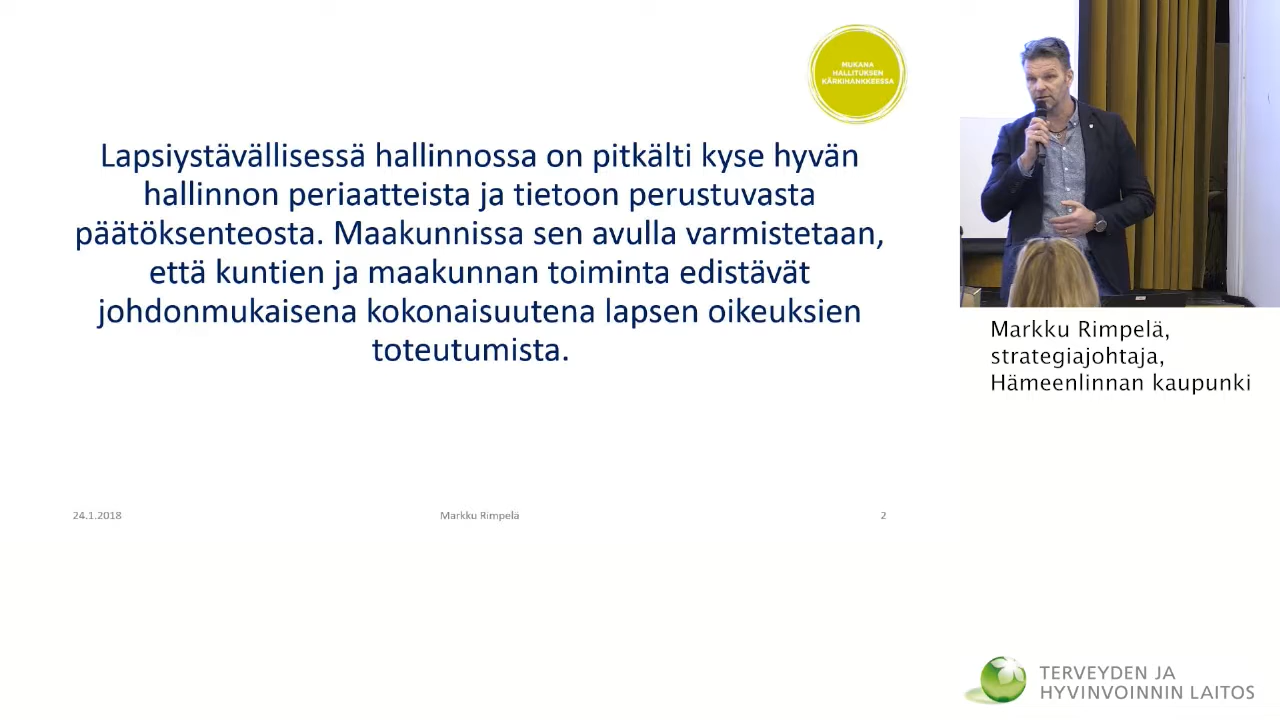 MUKANA
HALLITUKSEN
KÄRKIHANKKEESSA
Lapsiystävällisessä hallinnossa on pitkälti kyse hyvän
hallinnon periaatteista ja tietoon perustuvasta
päätöksenteosta. Maakunnissa sen avulla varmistetaan,
että kuntien ja maakunnan toiminta edistävät
johdonmukaisena kokonaisuutena lapsen oikeuksien
toteutumista.
24.1.2018
Markku Rimpelä
2
Markku Rimpelä,
strategiajohtaja,
Hämeenlinnan kaupunki
TERVEYDEN JA
HYVINVOINNIN LAITOS